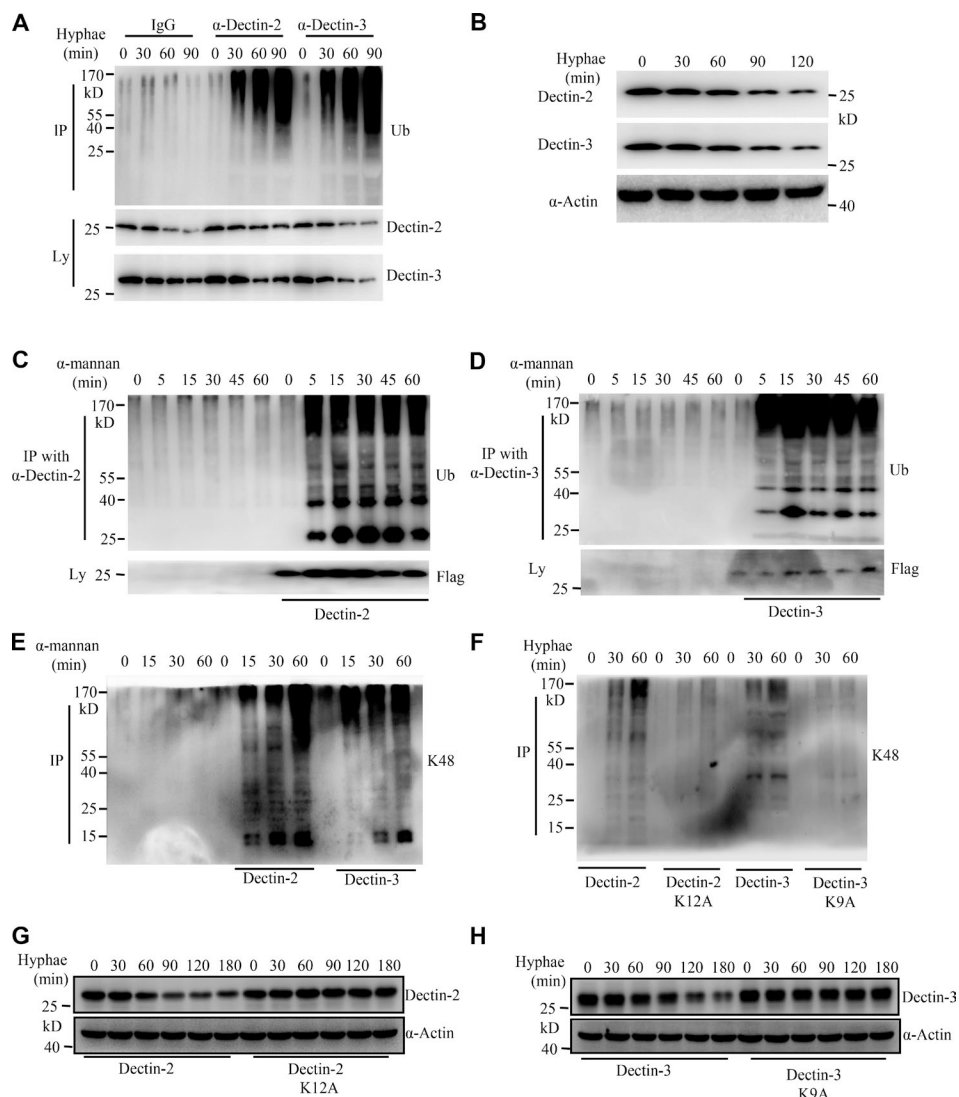 A
IgG α-Dectin-2 α-Dectin-3
Hyphae
(min)
0 30 60 90 0 30 60 90 0 30 60 90
170
kD
55
40
25
IP
Ub
25
Dectin-2
Ly
Dectin-3
25
B
Hyphae
(min)
0 30 60 90 120
Dectin-2
25
kD
Dectin-3
25
α-Actin
40
C
α-mannan
(min)
0 5 15 30 45 60 0 5 15 30 45 60
170
kD
IP with
α-Dectin-2
55
40
25
Ub
Ly 25 Flag
Dectin-2
D
α-mannan
(min)
0 5 15 30 45 60 0 5 15 30 45 60
170
kD
IP with
α-Dectin-3
55
40
25
Ub
Ly
25
Flag
Dectin-3
E
α-mannan
(min)
0 15 30 60 0 15 30 60 0 15 30 60
170
kD
IP
55
40
25
15
K48
Dectin-2 Dectin-3
F
Hyphae
(min)
0 30 60 0 30 60 0 30 60 0 30 60
170
kD
IP
55
40
25
15
K48
Dectin-2 Dectin-2 Dectin-3 Dectin-3
K12A K9A
G
Hyphae
(min)
0 30 60 90 120 180 0 30 60 90 120 180
Dectin-2
25
kD
α-Actin
40
Dectin-2 Dectin-2
K12A
H
Hyphae
(min)
0 30 60 90 120 180 0 30 60 90 120 180
Dectin-3
25
kD
α-Actin
40
Dectin-3 Dectin-3
K9A